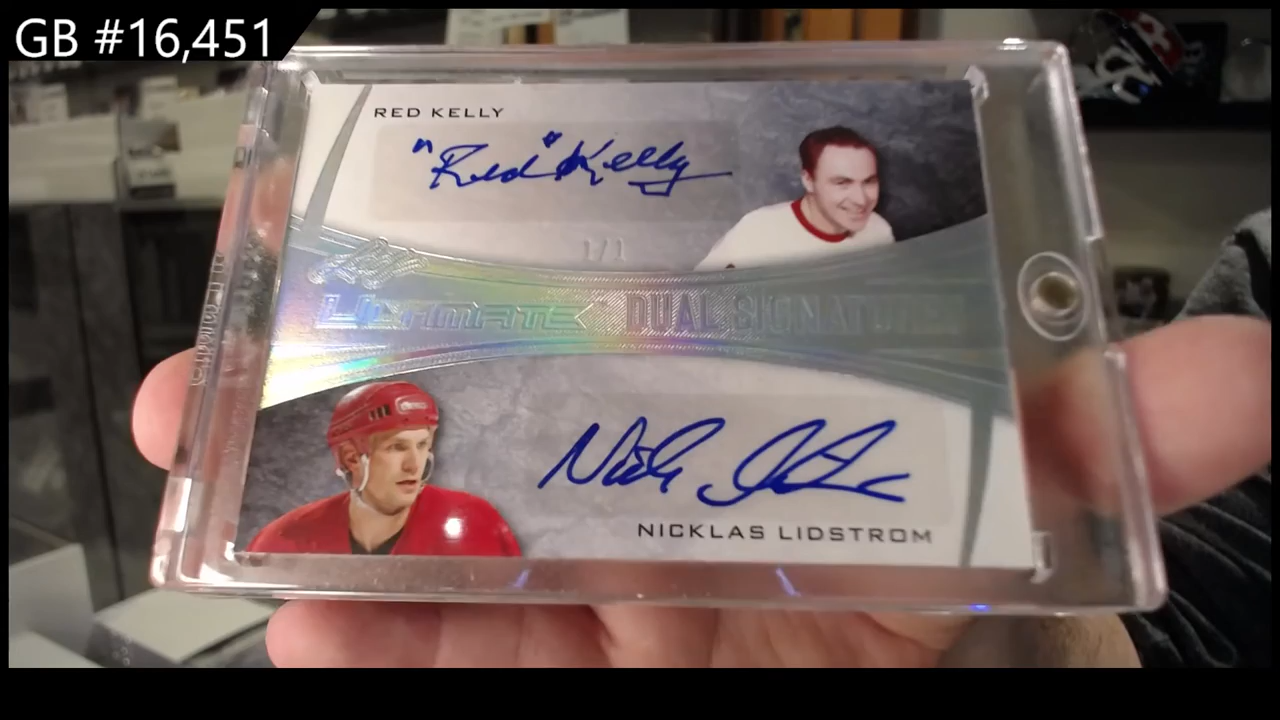 GB #16,451
RED KELLY
"Red" Kelly
1/1
ULTIMATE DUAL SIGNATURES
NICKLAS LIDSTROM